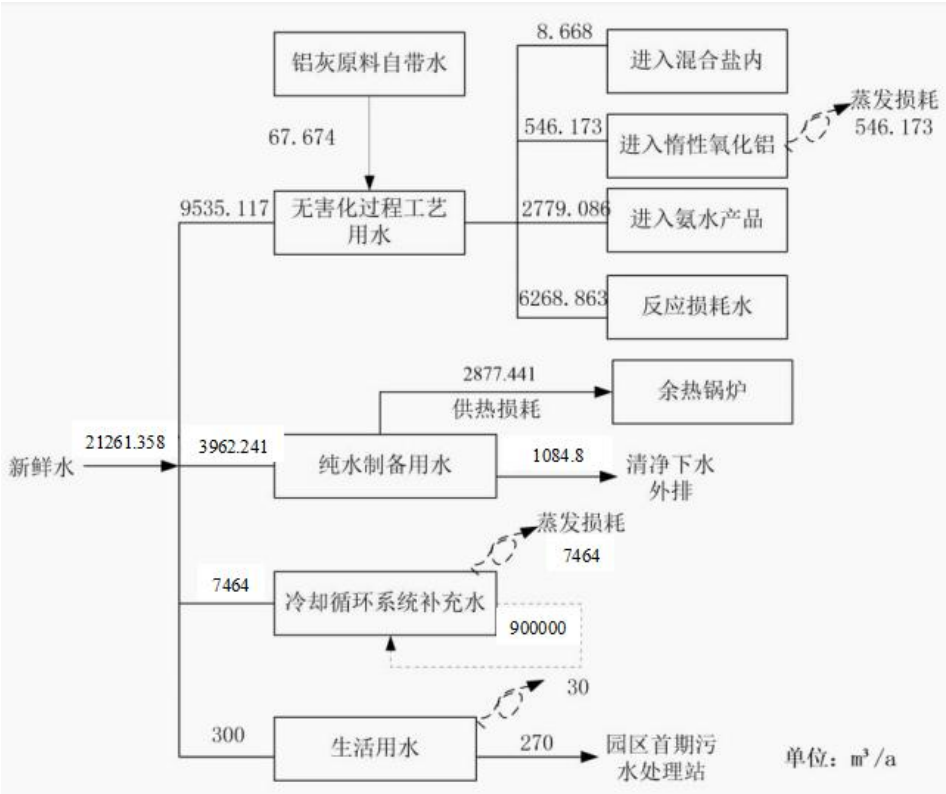 铝灰原料自带水
67.674
8.668
进入混合盐内
546.173
进入惰性氧化铝
蒸发损耗
546.173
9535.117
无害化过程工艺
用水
2779.086
进入氨水产品
6268.863
反应损耗水
2877.441
供热损耗
余热锅炉
新鲜水
21261.358
3962.241
纯水制备用水
1084.8
清净下水
外排
蒸发损耗
7464
7464
冷却循环系统补充水
900000
30
300
生活用水
270
园区首期污
水处理站
单位：m³/a